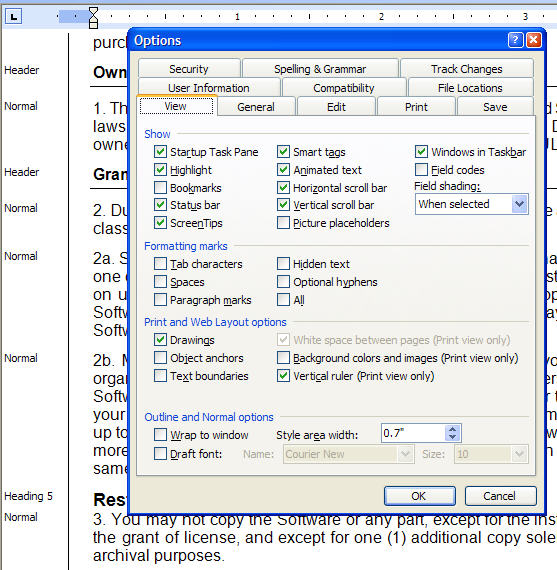 1 2 3
purc
Options
Header
Own
Security Spelling & Grammar Track Changes
User Information Compatibility File Locations
View General Edit Print Save
Normal
1. Th
laws
owne
Show
Startup Task Pane Smart tags Windows in Taskbar
Highlight Animated text Field codes
Bookmarks Horizontal scroll bar Field shading:
Status bar Vertical scroll bar When selected
ScreenTips Picture placeholders
Header
Gran
Normal
2. Du
class
Formatting marks
Tab characters Hidden text
Spaces Optional hyphens
Paragraph marks All
Normal
2a. S
one
on u
Softw
Softw
Print and Web Layout options
Drawings White space between pages (Print view only)
Object anchors Background colors and images (Print view only)
Text boundaries Vertical ruler (Print view only)
Normal
2b. M
organ
Softw
your
up to
more
same
Outline and Normal options
Wrap to window Style area width: 0.7"
Draft font: Name: Courier New Size: 10
OK Cancel
Heading 5
Rest
Normal
3. You may not copy the Software or any part, except for the inst
the grant of license, and except for one (1) additional copy sole
archival purposes.